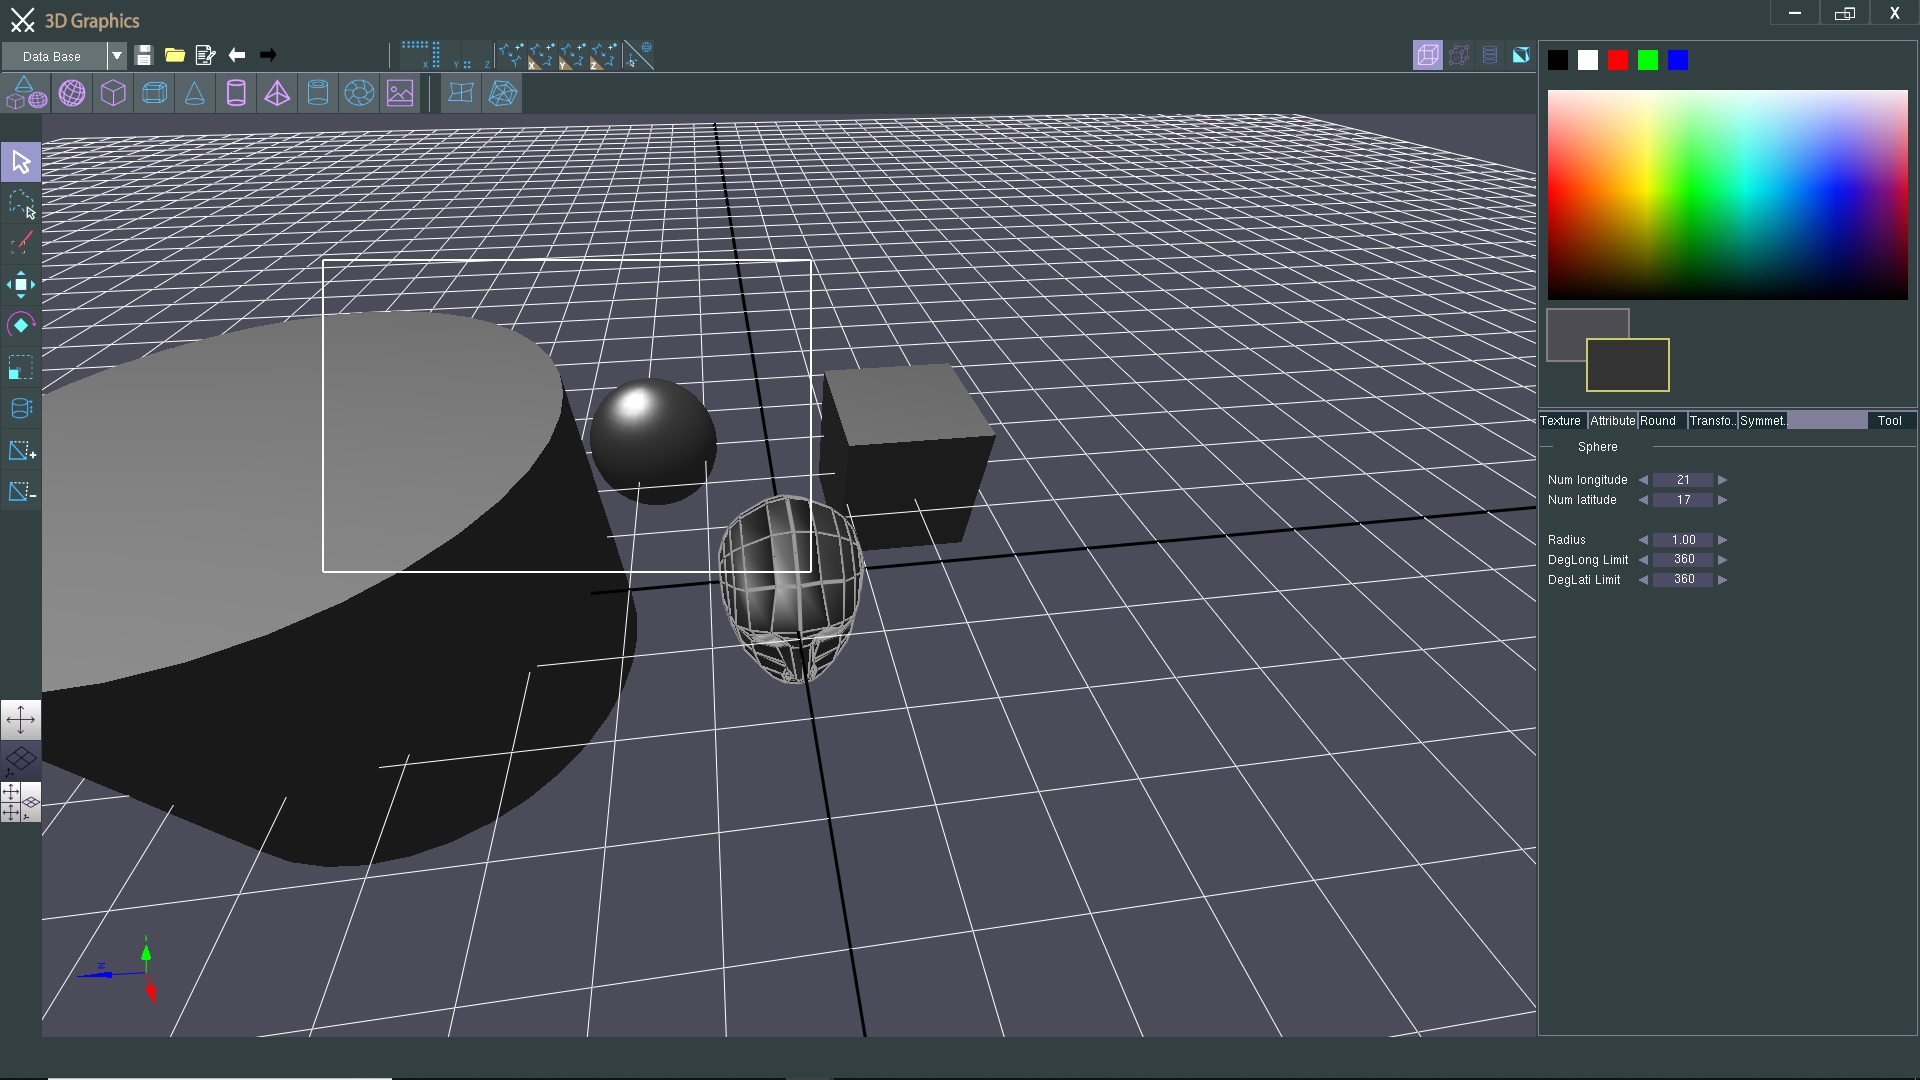 3D Graphics
X
Data Base
X
Y
Z
X
Y
Z
Texture
Attribute
Round
Transfo..
Symmet..
Tool
Sphere
Num longitude 21
Num latitude 17
Radius 1.00
DegLong Limit 360
DegLati Limit 360